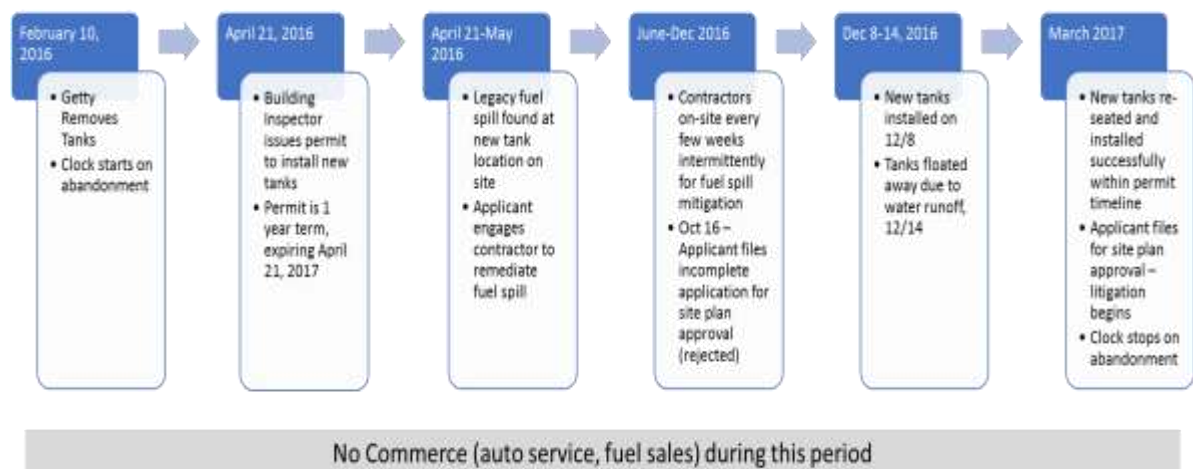 February 10,
2016
• Getty
Removes
Tanks
• Clock starts on
abandonment
April 21, 2016
• Building
Inspector
issues permit
to install new
tanks
• Permit is 1
year term,
expiring April
21, 2017
April 21-May
2016
• Legacy fuel
spill found at
new tank
location on
site
• Applicant
engages
contractor to
remediate
fuel spill
June-Dec 2016
• Contractors
on-site every
few weeks
intermittently
for fuel spill
mitigation
• Oct 16 –
Applicant files
incomplete
application for
site plan
approval
(rejected)
Dec 8-14, 2016
• New tanks
installed on
12/8
• Tanks floated
away due to
water runoff,
12/14
March 2017
• New tanks re-
seated and
installed
successfully
within permit
timeline
• Applicant files
for site plan
approval –
litigation
begins
• Clock stops on
abandonment
No Commerce (auto service, fuel sales) during this period